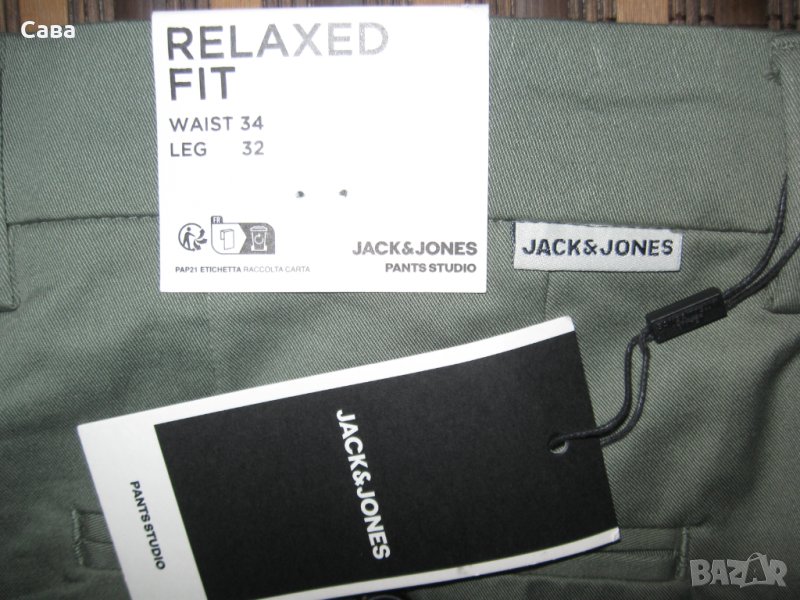 Сава
RELAXED
FIT
WAIST 34
LEG 32
FR
PAP21 ETICHETTA RACCOLTA CARTA
JACK&JONES
PANTS STUDIO
JACK&JONES
JACK&JONES
PANTS STUDIO
BAZAR